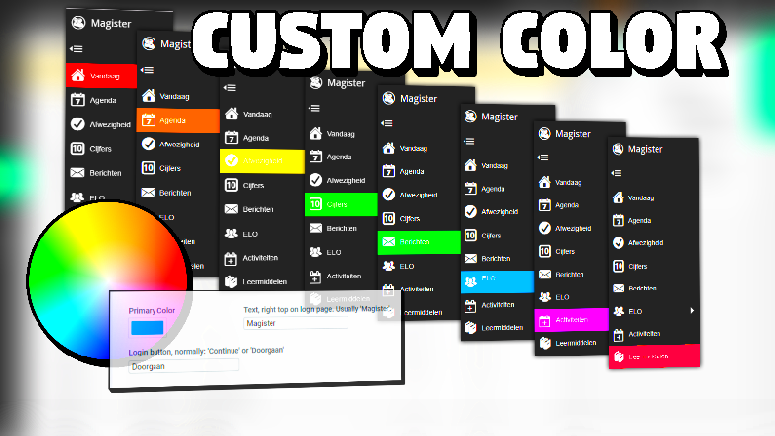 CUSTOM COLOR
Magister
Vandaag
Agenda
Afwezigheid
Cijfers
Berichten
ELO
Magist
Vandaag
Agenda
Afwezigheid
Cijfers
Berichten
Vandaag
Agenda
Cijfers
Berichten
ELO
Activiteiten
Leermiddelen
Magister
Vandaag
Agenda
Afwezigheid
Cijfers
Berichten
ELO
Activiteiten
Leermiddelen
Magister
Vandaag
Agenda
Afwezigheid
Cijfers
Berichten
ELO
Activiteiten
Leermiddelen
Magister
Vandaag
Agenda
Afwezigheid
Cijfers
Berichten
ELO
Activiteiten
Leermiddelen
Magister
Vandaag
Agenda
Afwezigheid
Cijfers
Berichten
ELO
Activiteiten
Leermiddelen
Magister
Vandaag
Agenda
Afwezigheid
Cijfers
Berichten
ELO
Activiteiten
Primary Color
Text, right top on login page. Usually 'Magister'.
Magister
Login button, normally: 'Continue' or 'Doorgaan'
Doorgaan